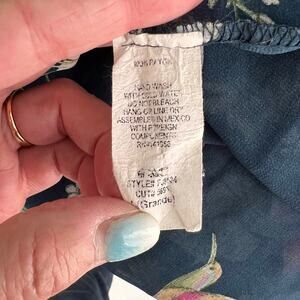 100% RAYON
HAND WASH
WITH COLD WATER
DO NOT BLEACH
HANG OR LINE DRY
ASSEMBLED IN MEXICO
WITH FOREIGN
COMPONENTS
STYLE#
CUT#
L (Grande)